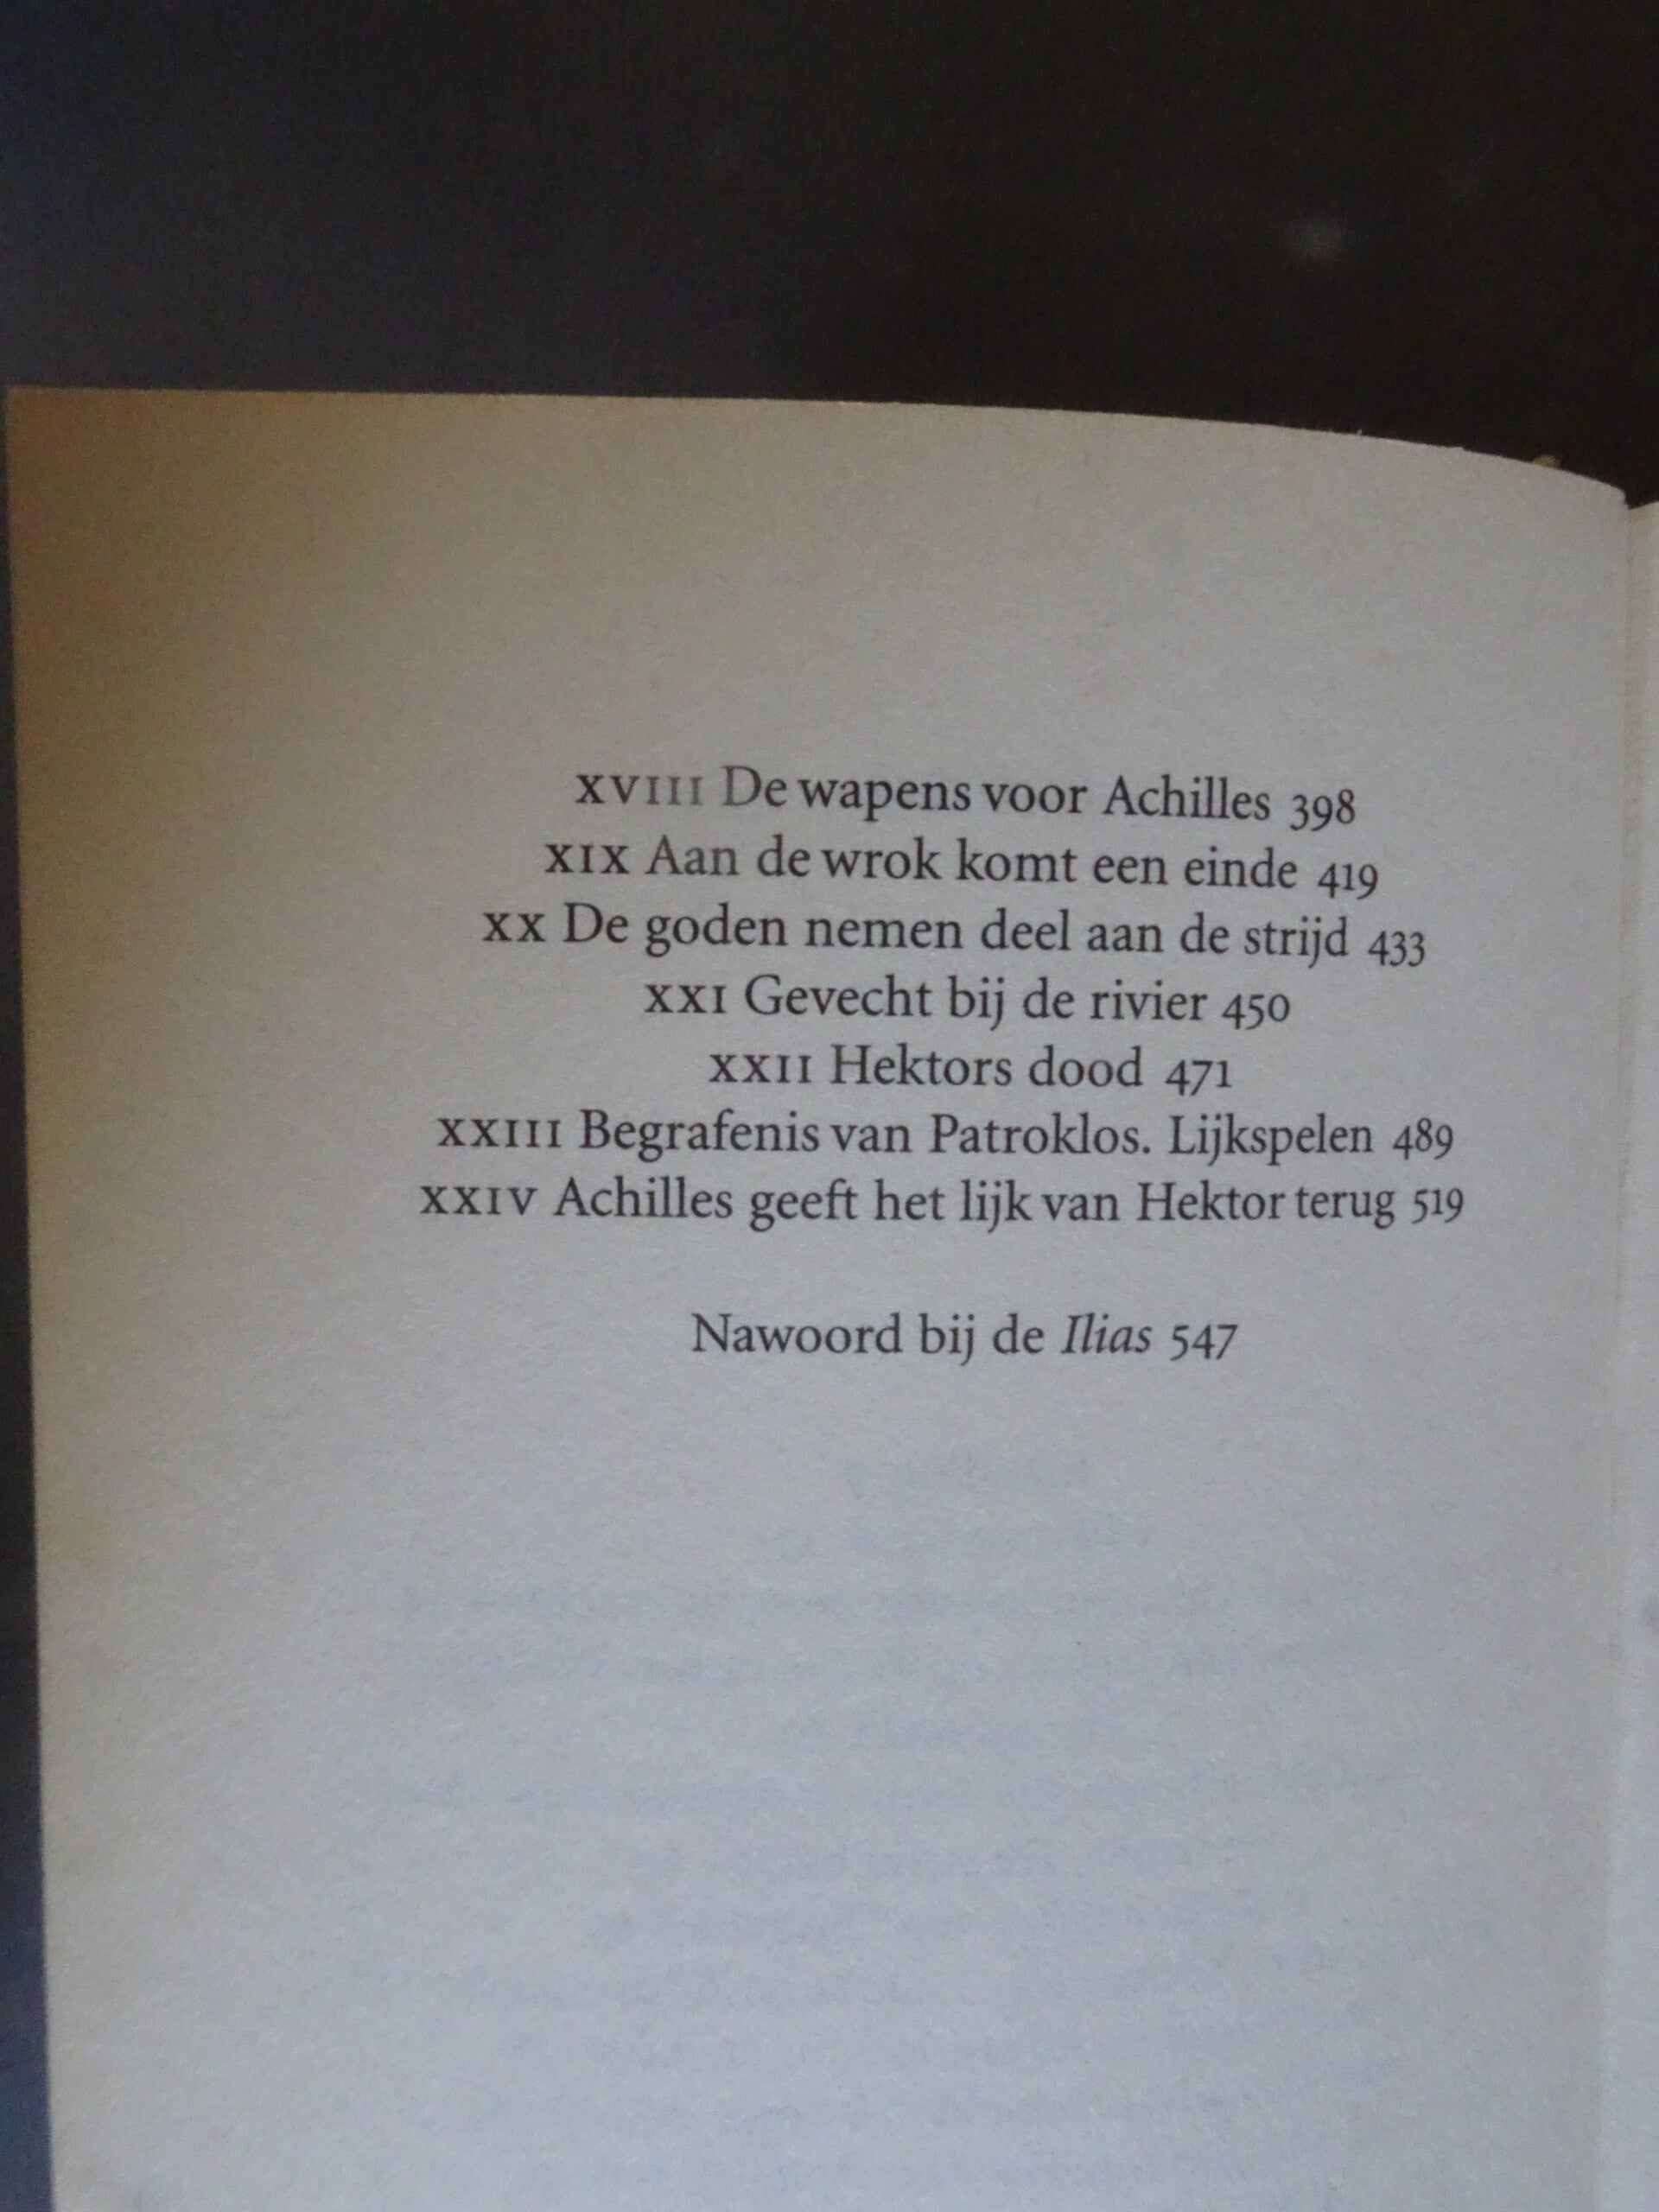 XVIII De wapens voor Achilles 398
XIX Aan de wrok komt een einde 419
XX De goden nemen deel aan de strijd 433
XXI Gevecht bij de rivier 450
XXII Hektors dood 471
XXIII Begrafenis van Patroklos. Lijkspelen 489
XXIV Achilles geeft het lijk van Hektor terug 519
Nawoord bij de Ilias 547